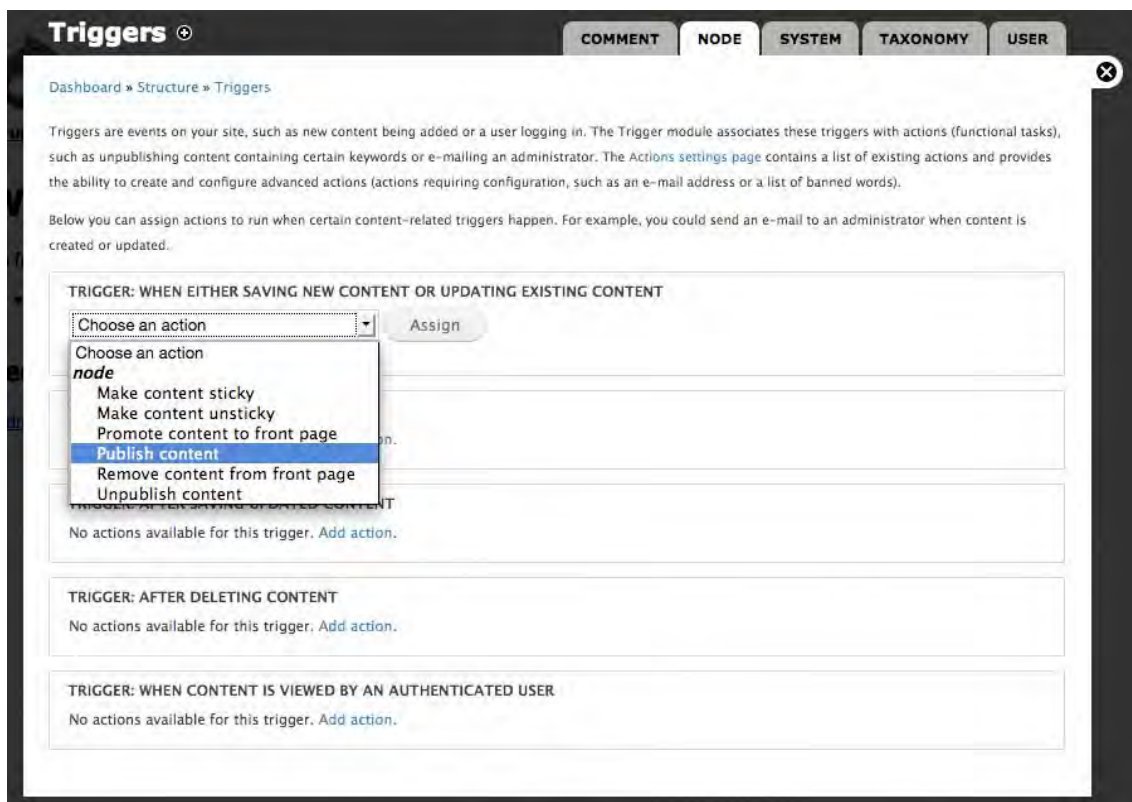 Triggers
COMMENT
NODE
SYSTEM
TAXONOMY
USER
Dashboard » Structure » Triggers
Triggers are events on your site, such as new content being added or a user logging in. The Trigger module associates these triggers with actions (functional tasks),
such as unpublishing content containing certain keywords or e-mailing an administrator. The Actions settings page contains a list of existing actions and provides
the ability to create and configure advanced actions (actions requiring configuration, such as an e-mail address or a list of banned words).
Below you can assign actions to run when certain content-related triggers happen. For example, you could send an e-mail to an administrator when content is
created or updated.
TRIGGER: WHEN EITHER SAVING NEW CONTENT OR UPDATING EXISTING CONTENT
Choose an action
Assign
Choose an action
node
Make content sticky
Make content unsticky
Promote content to front page
Publish content
Remove content from front page
Unpublish content
TRIGGER: AFTER SAVING UPDATED CONTENT
No actions available for this trigger. Add action.
TRIGGER: AFTER DELETING CONTENT
No actions available for this trigger. Add action.
TRIGGER: WHEN CONTENT IS VIEWED BY AN AUTHENTICATED USER
No actions available for this trigger. Add action.